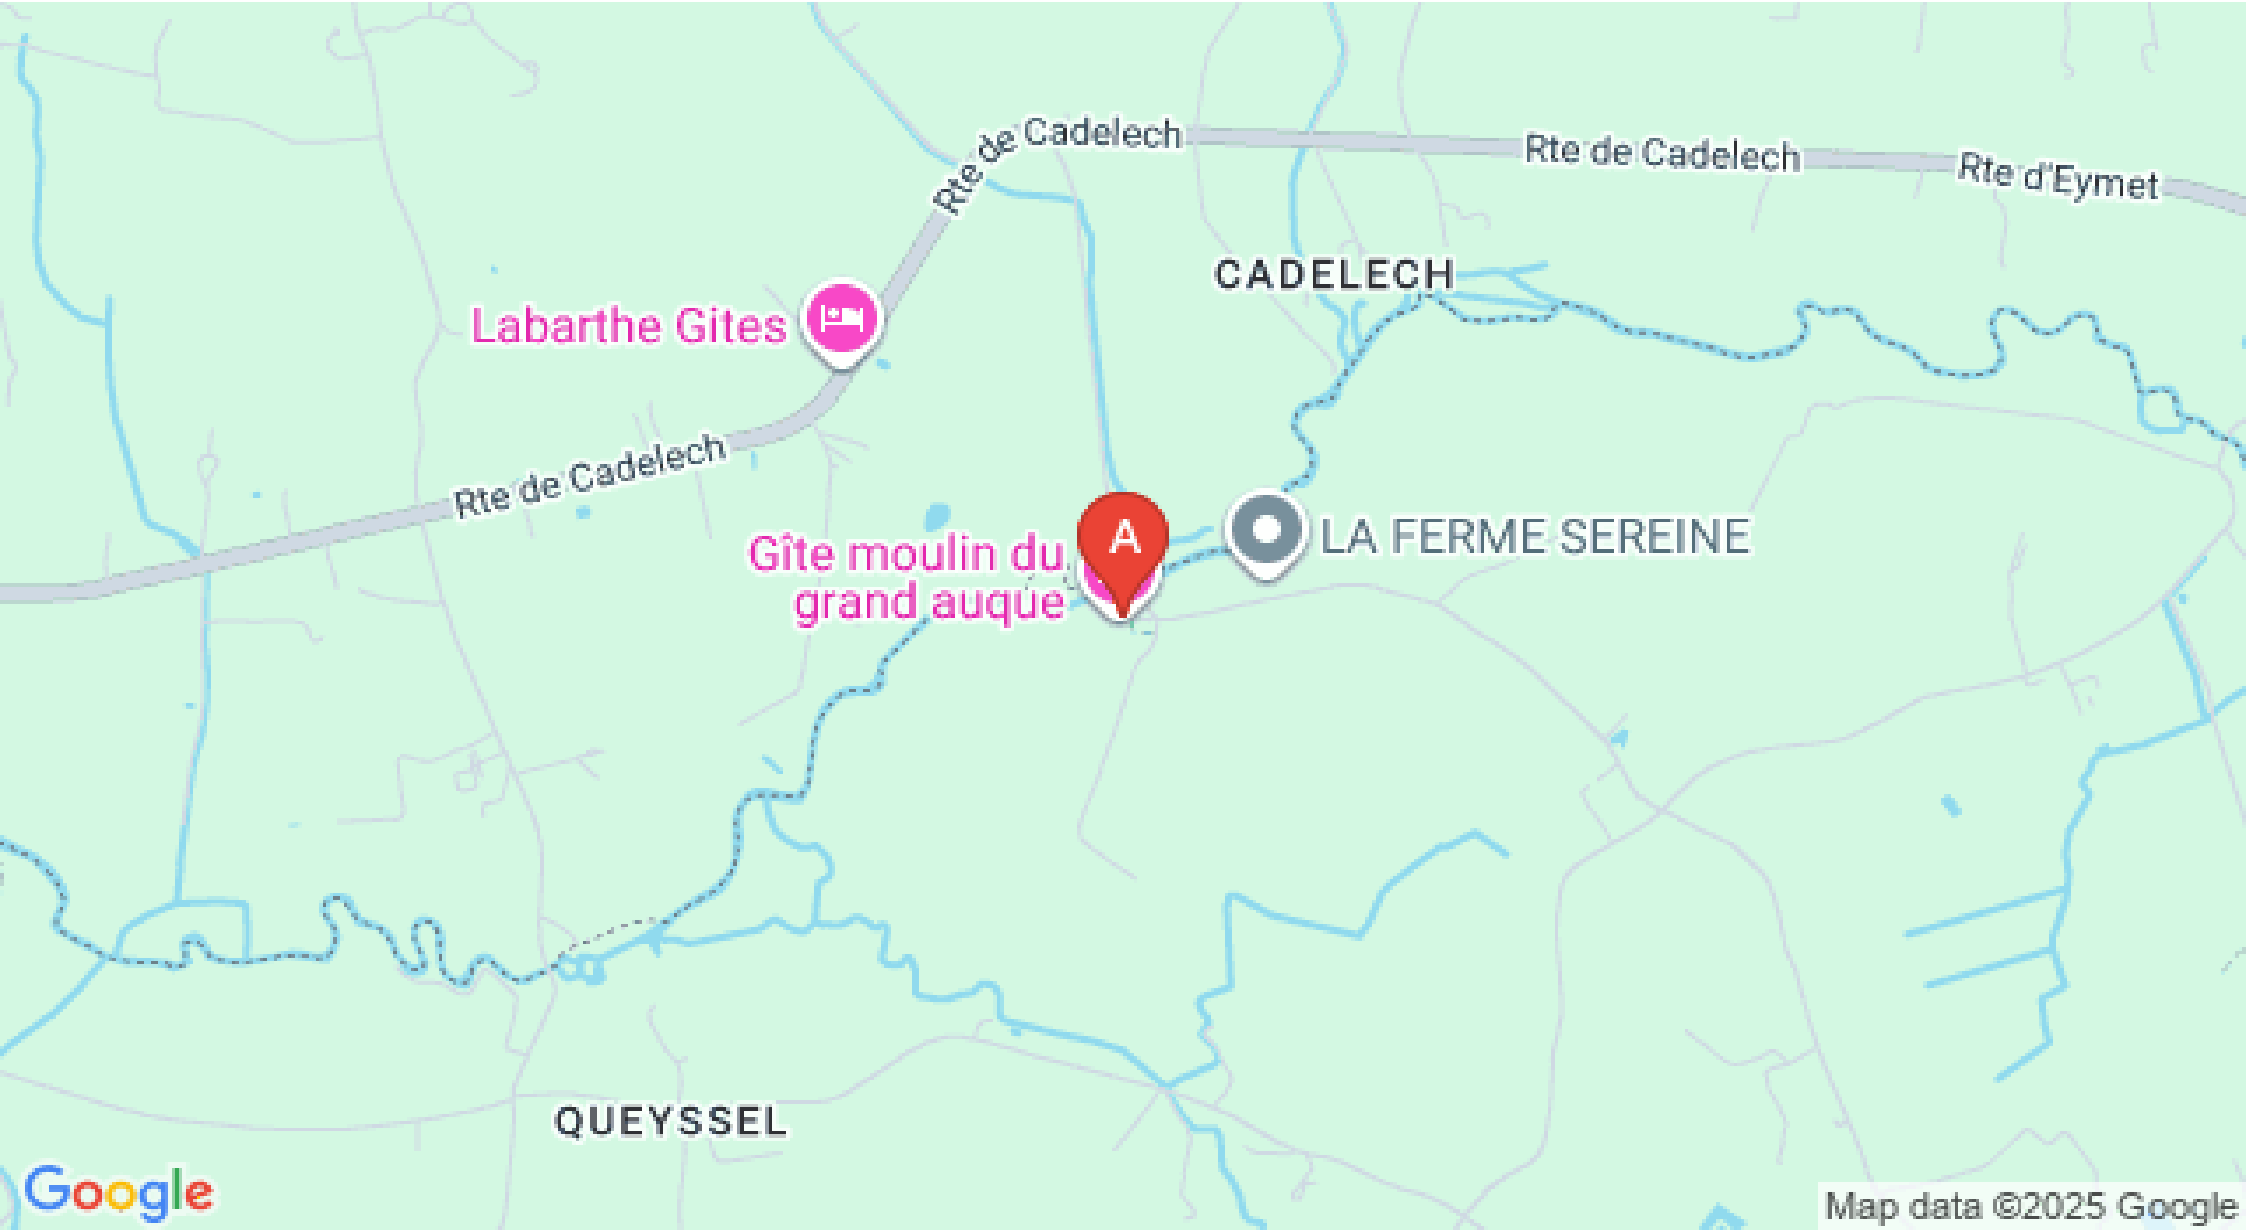 Rte de Cadelech
Rte de Cadelech
Rte d'Eymet
CADELECH
Labarthe Gites
Rte de Cadelech
Gîte moulin du
grand auque
A
LA FERME SEREINE
QUEYSSEL
Google
Map data ©2025 Google